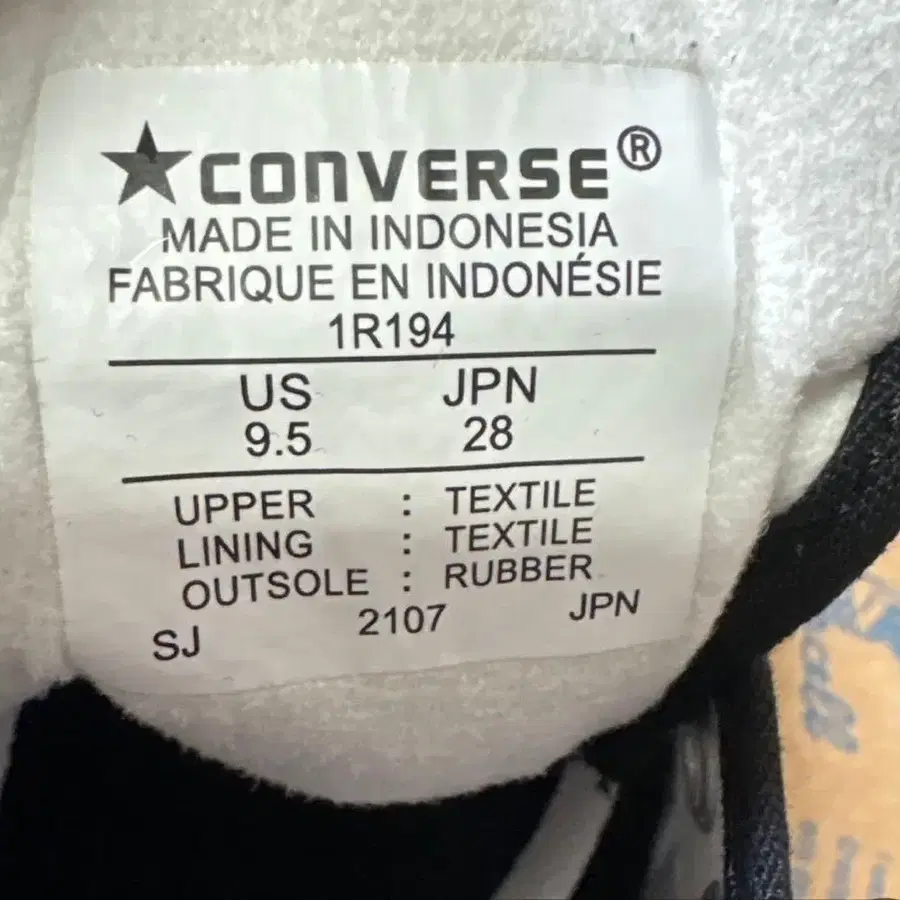 ★CONVERSE®
MADE IN INDONESIA
FABRIQUE EN INDONÉSIE
1R194
US JPN
9.5 28
UPPER : TEXTILE
LINING : TEXTILE
OUTSOLE : RUBBER
SJ 2107 JPN